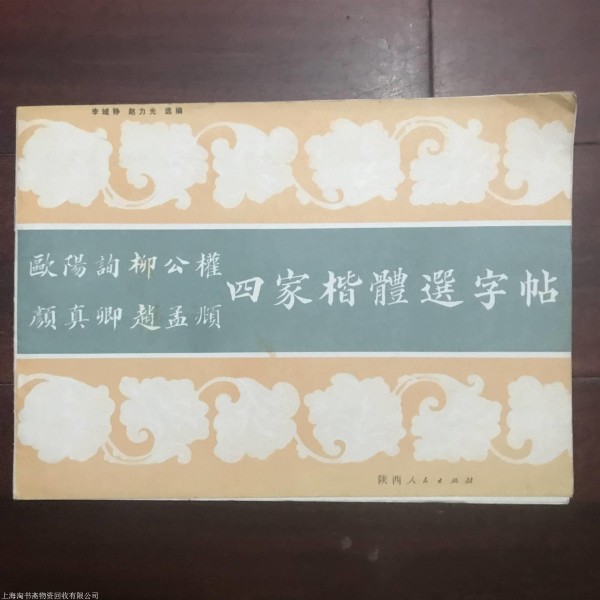 李域铮 赵力光 选编
歐陽詢柳公權
顏真卿趙孟頫
四家楷體選字帖
陕西人民出版社
上海淘书斋物资回收有限公司